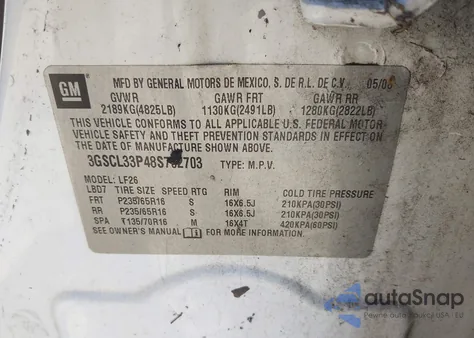 GM
MFD BY GENERAL MOTORS DE MEXICO, S. DE R.L. DE C.V. 05/08
GVWR GAWR FRT GAWR RR
2189KG(4825LB) 1130KG(2491LB) 1280KG(2822LB)
THIS VEHICLE CONFORMS TO ALL APPLICABLE U.S. FEDERAL MOTOR
VEHICLE SAFETY AND THEFT PREVENTION STANDARDS IN EFFECT ON
THE DATE OF MANUFACTURE SHOWN ABOVE.
TYPE: M.P.V.
MODEL: LF26
LBD7 TIRE SIZE SPEED RTG RIM COLD TIRE PRESSURE
FRT P235/65R16 S 16X6.5J 210KPA(30PSI)
RR P235/65R16 S 16X6.5J 210KPA(30PSI)
SPA T135/70R16 M 16X4T 420KPA(60PSI)
SEE OWNER'S MANUAL FOR MORE INFORMATION
autoSnap